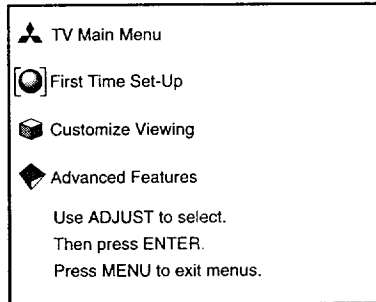 TV Main Menu
First Time Set-Up
Customize Viewing
Advanced Features
Use ADJUST to select.
Then press ENTER.
Press MENU to exit menus.